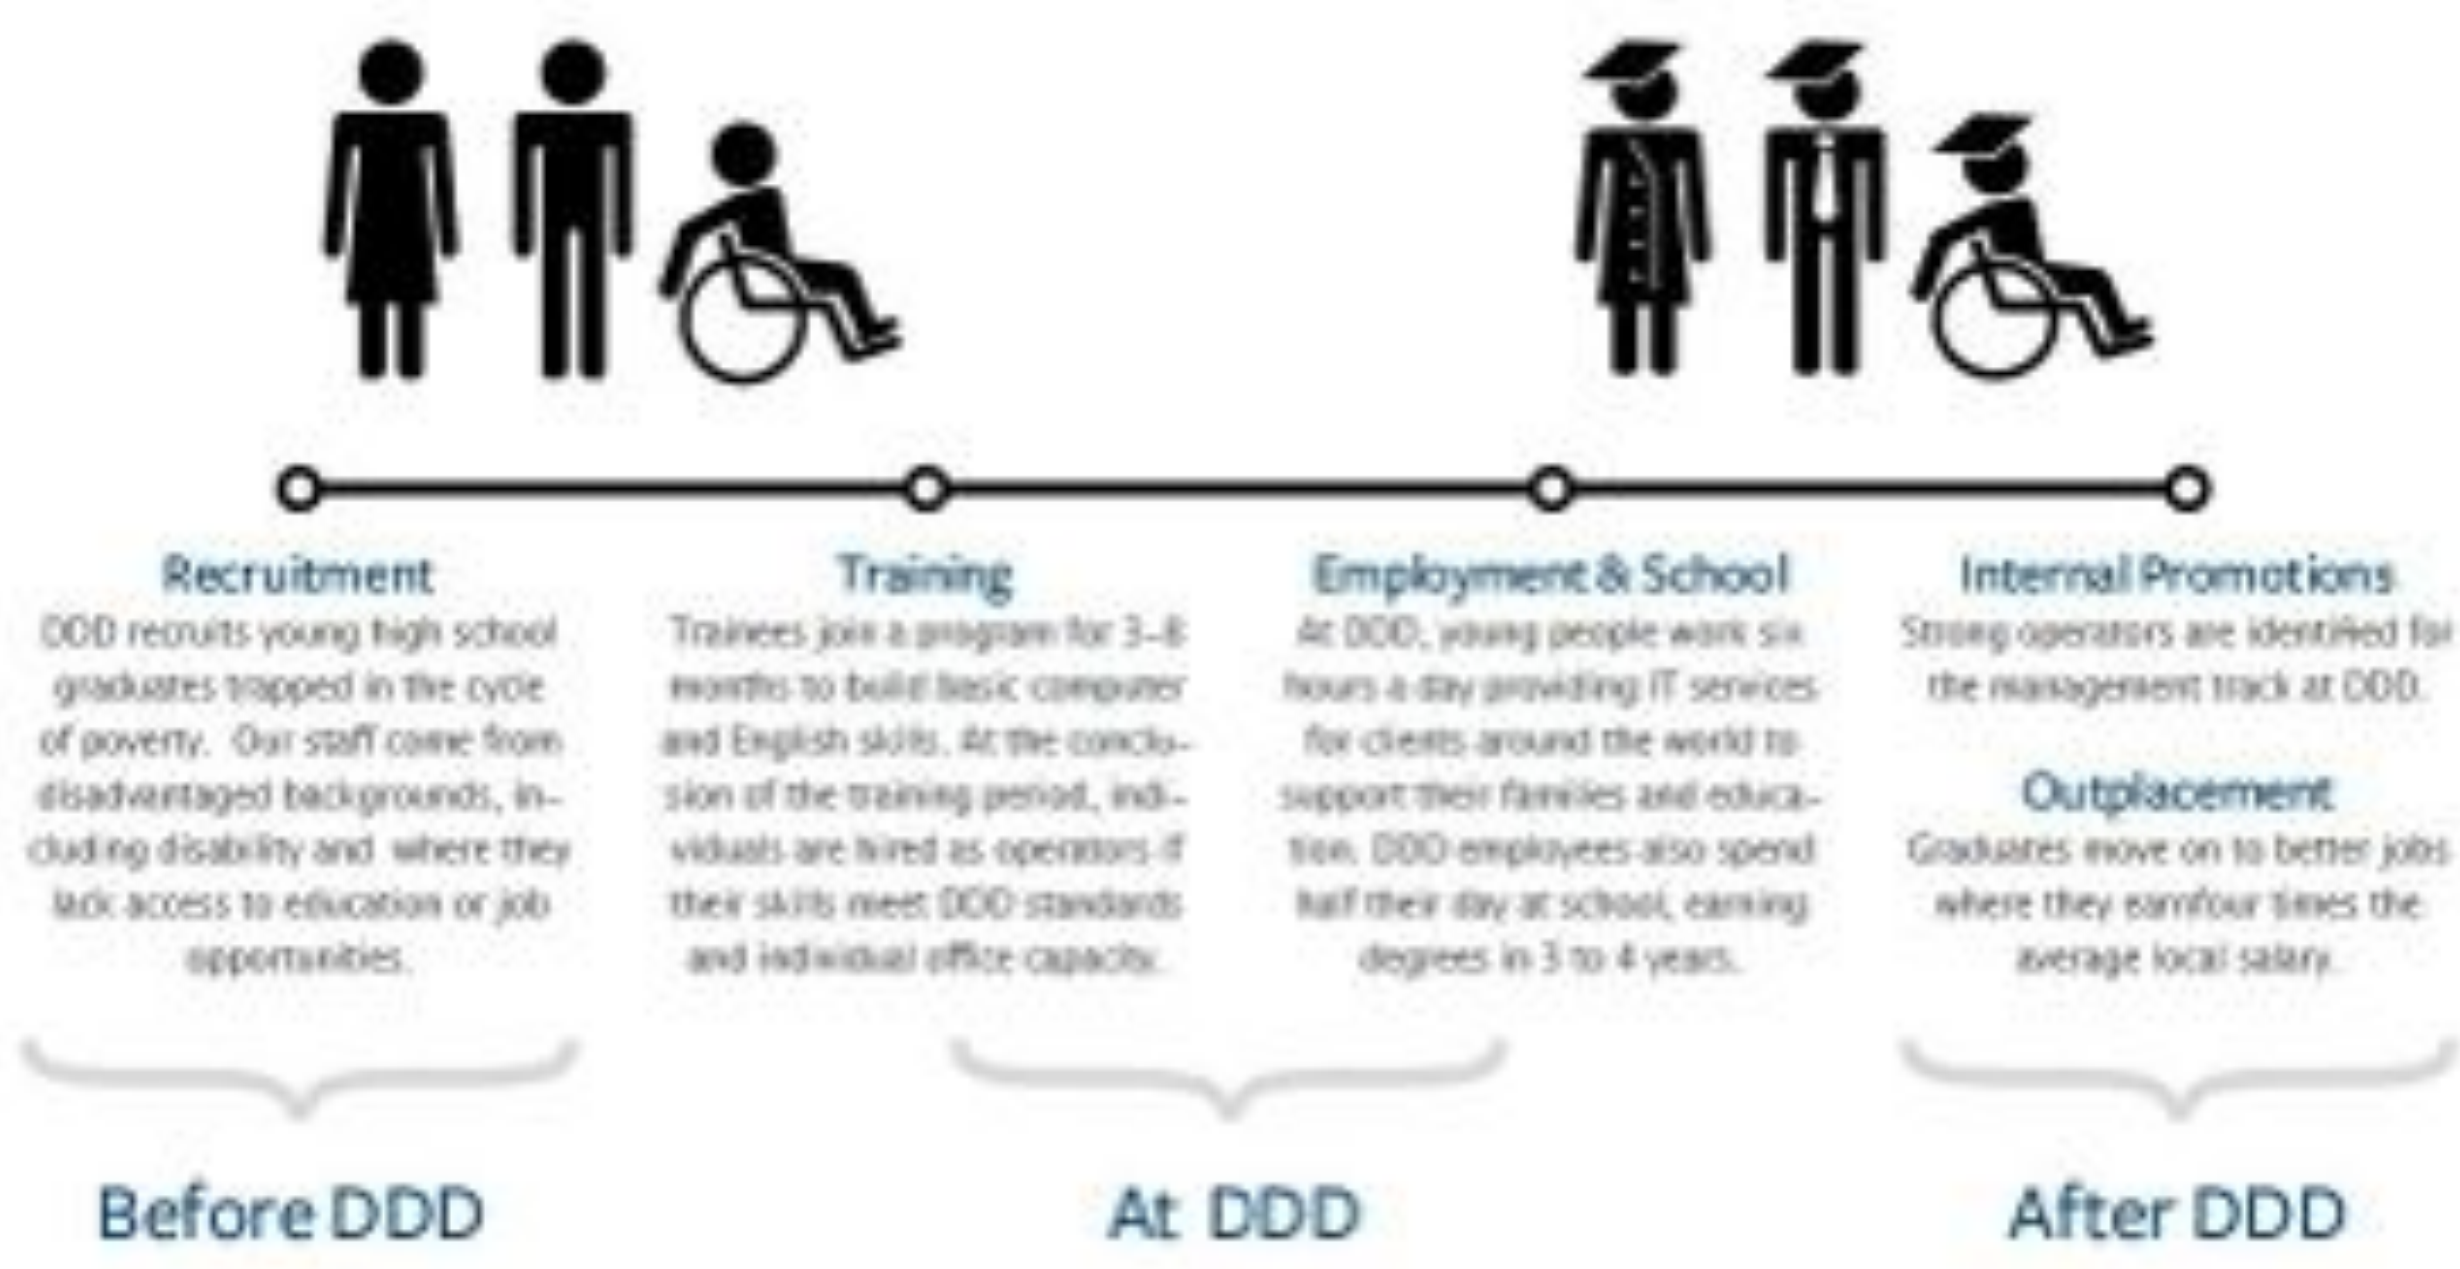 Recruitment
DDD recruits young high school
graduates trapped in the cycle
of poverty. Our staff come from
disadvantaged backgrounds, in-
cluding disability and where they
lack access to education or job
opportunities.
Training
Trainees join a program for 3-8
months to build basic computer
and English skills. At the conclu-
sion of the training period, indi-
viduals are hired as operators if
their skills meet DDD standards
and individual office capacity.
Employment & School
At DDD, young people work six
hours a day providing IT services
for clients around the world to
support their families and educa-
tion. DDD employees also spend
half their day at school, earning
degrees in 3 to 4 years.
Internal Promotions
Strong operators are identified for
the management track at DDD.
Outplacement
Graduates move on to better jobs
where they earnfour times the
average local salary.
Before DDD
At DDD
After DDD